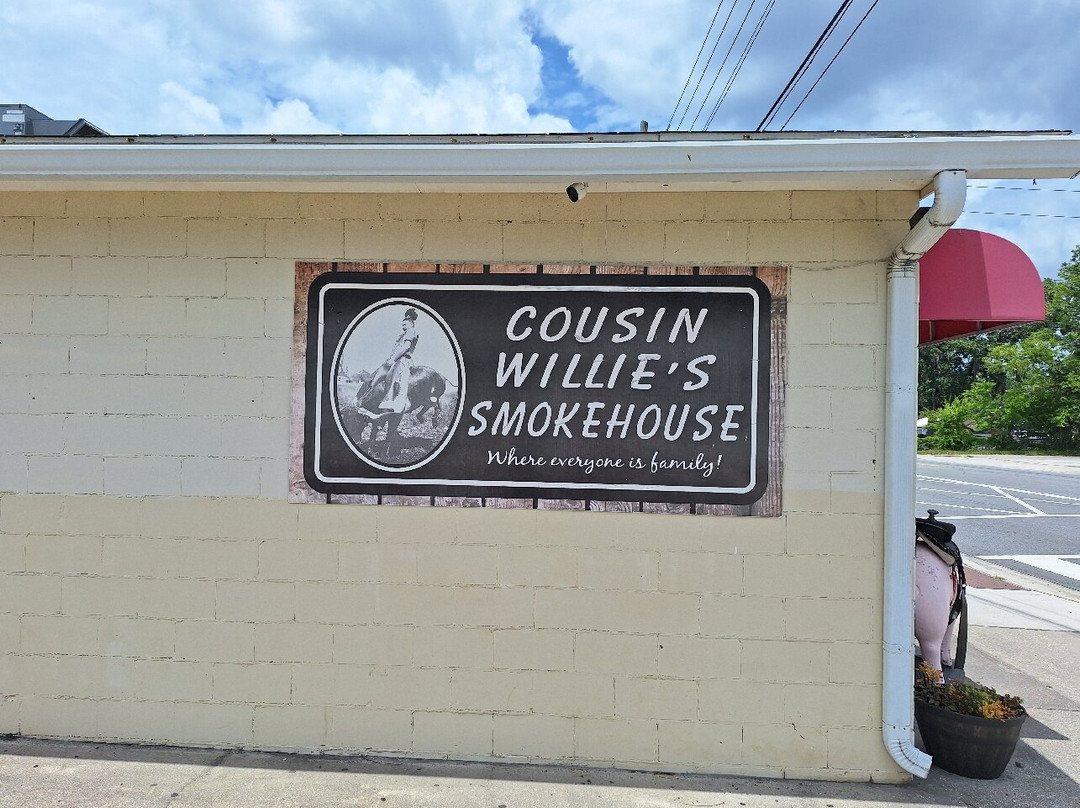 COUSIN
WILLIE'S
SMOKEHOUSE
Where everyone is family!